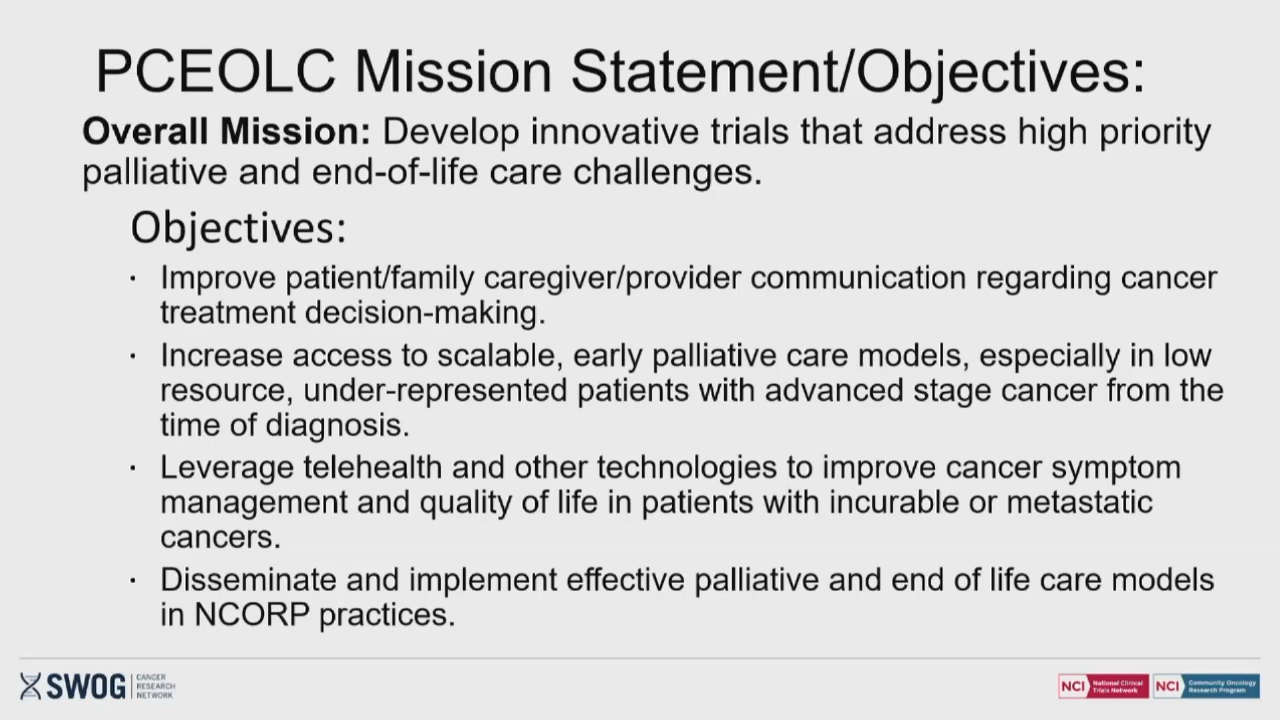 PCEOLC Mission Statement/Objectives:
Overall Mission: Develop innovative trials that address high priority
palliative and end-of-life care challenges.
Objectives:
· Improve patient/family caregiver/provider communication regarding cancer
treatment decision-making.
· Increase access to scalable, early palliative care models, especially in low
resource, under-represented patients with advanced stage cancer from the
time of diagnosis.
· Leverage telehealth and other technologies to improve cancer symptom
management and quality of life in patients with incurable or metastatic
cancers.
· Disseminate and implement effective palliative and end of life care models
in NCORP practices.
SWOG
CANCER
RESEARCH
NETWORK
NCI
National Clinical
Trials Network
NCI
Community Oncology
Research Program